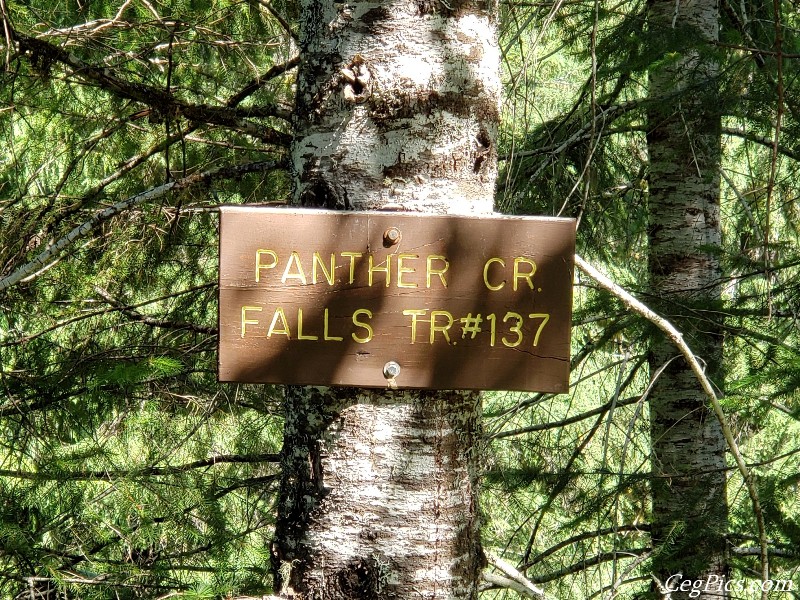 PANTHER CR.
FALLS TR.#137
CegPics.com